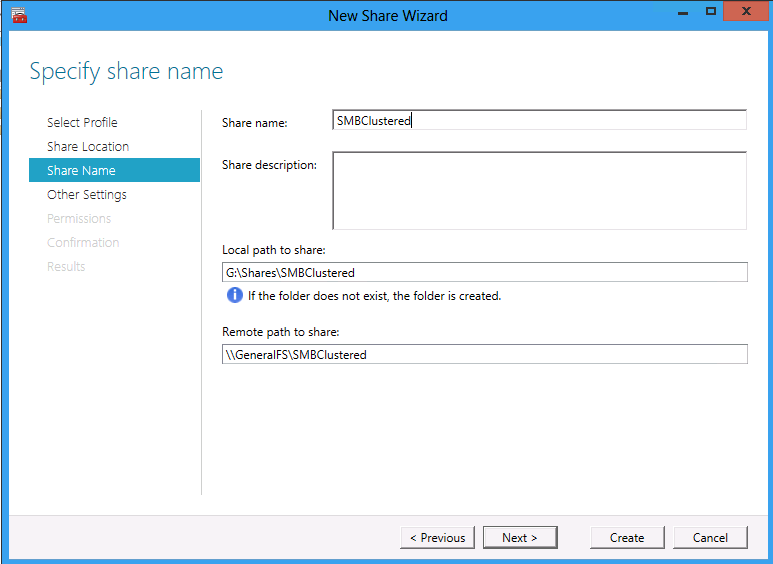 New Share Wizard
Specify share name
Select Profile
Share Location
Share Name
Other Settings
Permissions
Confirmation
Results
Share name:
SMBClustered
Share description:
Local path to share:
G:\Shares\SMBClustered
If the folder does not exist, the folder is created.
Remote path to share:
\\GeneralFS\SMBClustered
< Previous
Next >
Create
Cancel